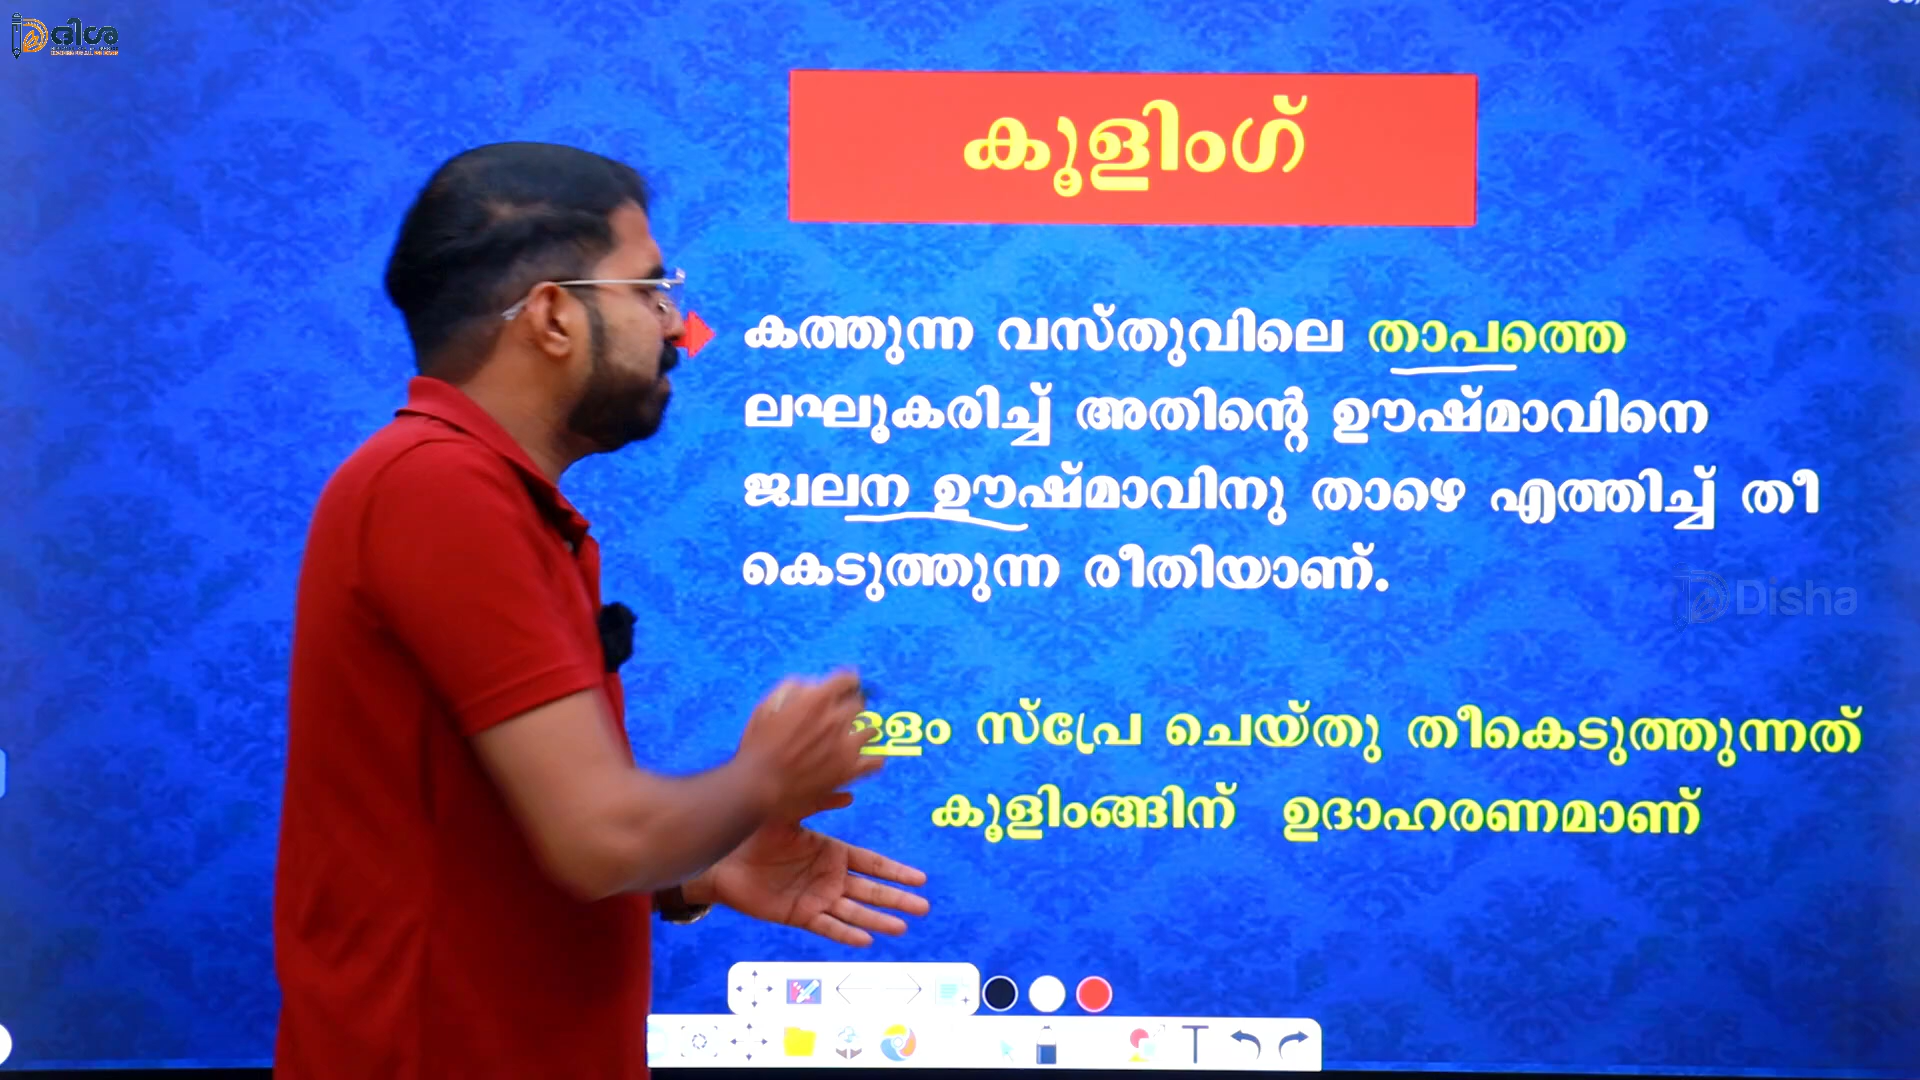 ദിശ
കൂളിംഗ്
കത്തുന്ന വസ്തുവിലെ താപത്തെ
ലഘൂകരിച്ച് അതിന്റെ ഊഷ്മാവിനെ
ജ്വലന ഊഷ്മാവിനു താഴെ എത്തിച്ച് തീ
കെടുത്തുന്ന രീതിയാണ്.
Disha
സ്പ്രേ ചെയ്തു തീകെടുത്തുന്നത്
കൂളിംങ്ങിന് ഉദാഹരണമാണ്
T